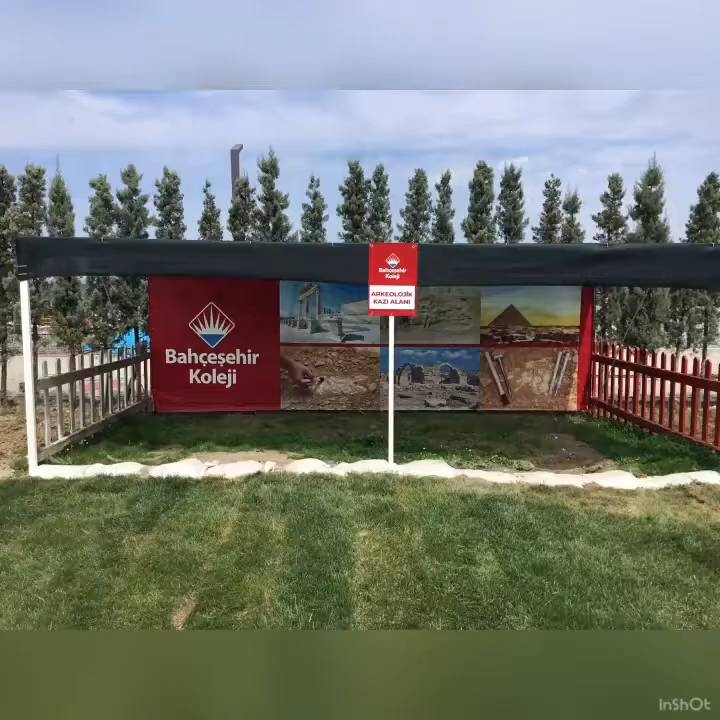 Bahçeşehir
Koleji
ARKEOLOJİK
KAZI ALANI
Bahçeşehir
Koleji
InShOt